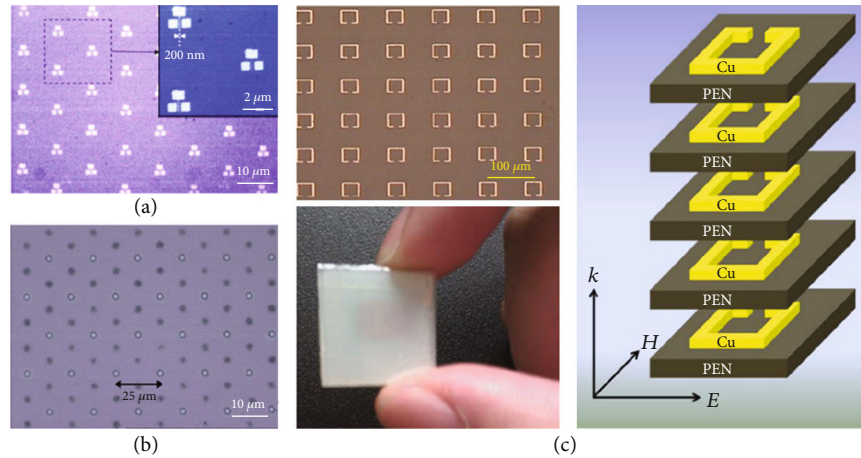 200 nm
2 μm
10 μm
(a)
25 μm
10 μm
(b)
100 μm
Cu
PEN
Cu
PEN
Cu
PEN
Cu
PEN
Cu
PEN
k
H
E
(c)